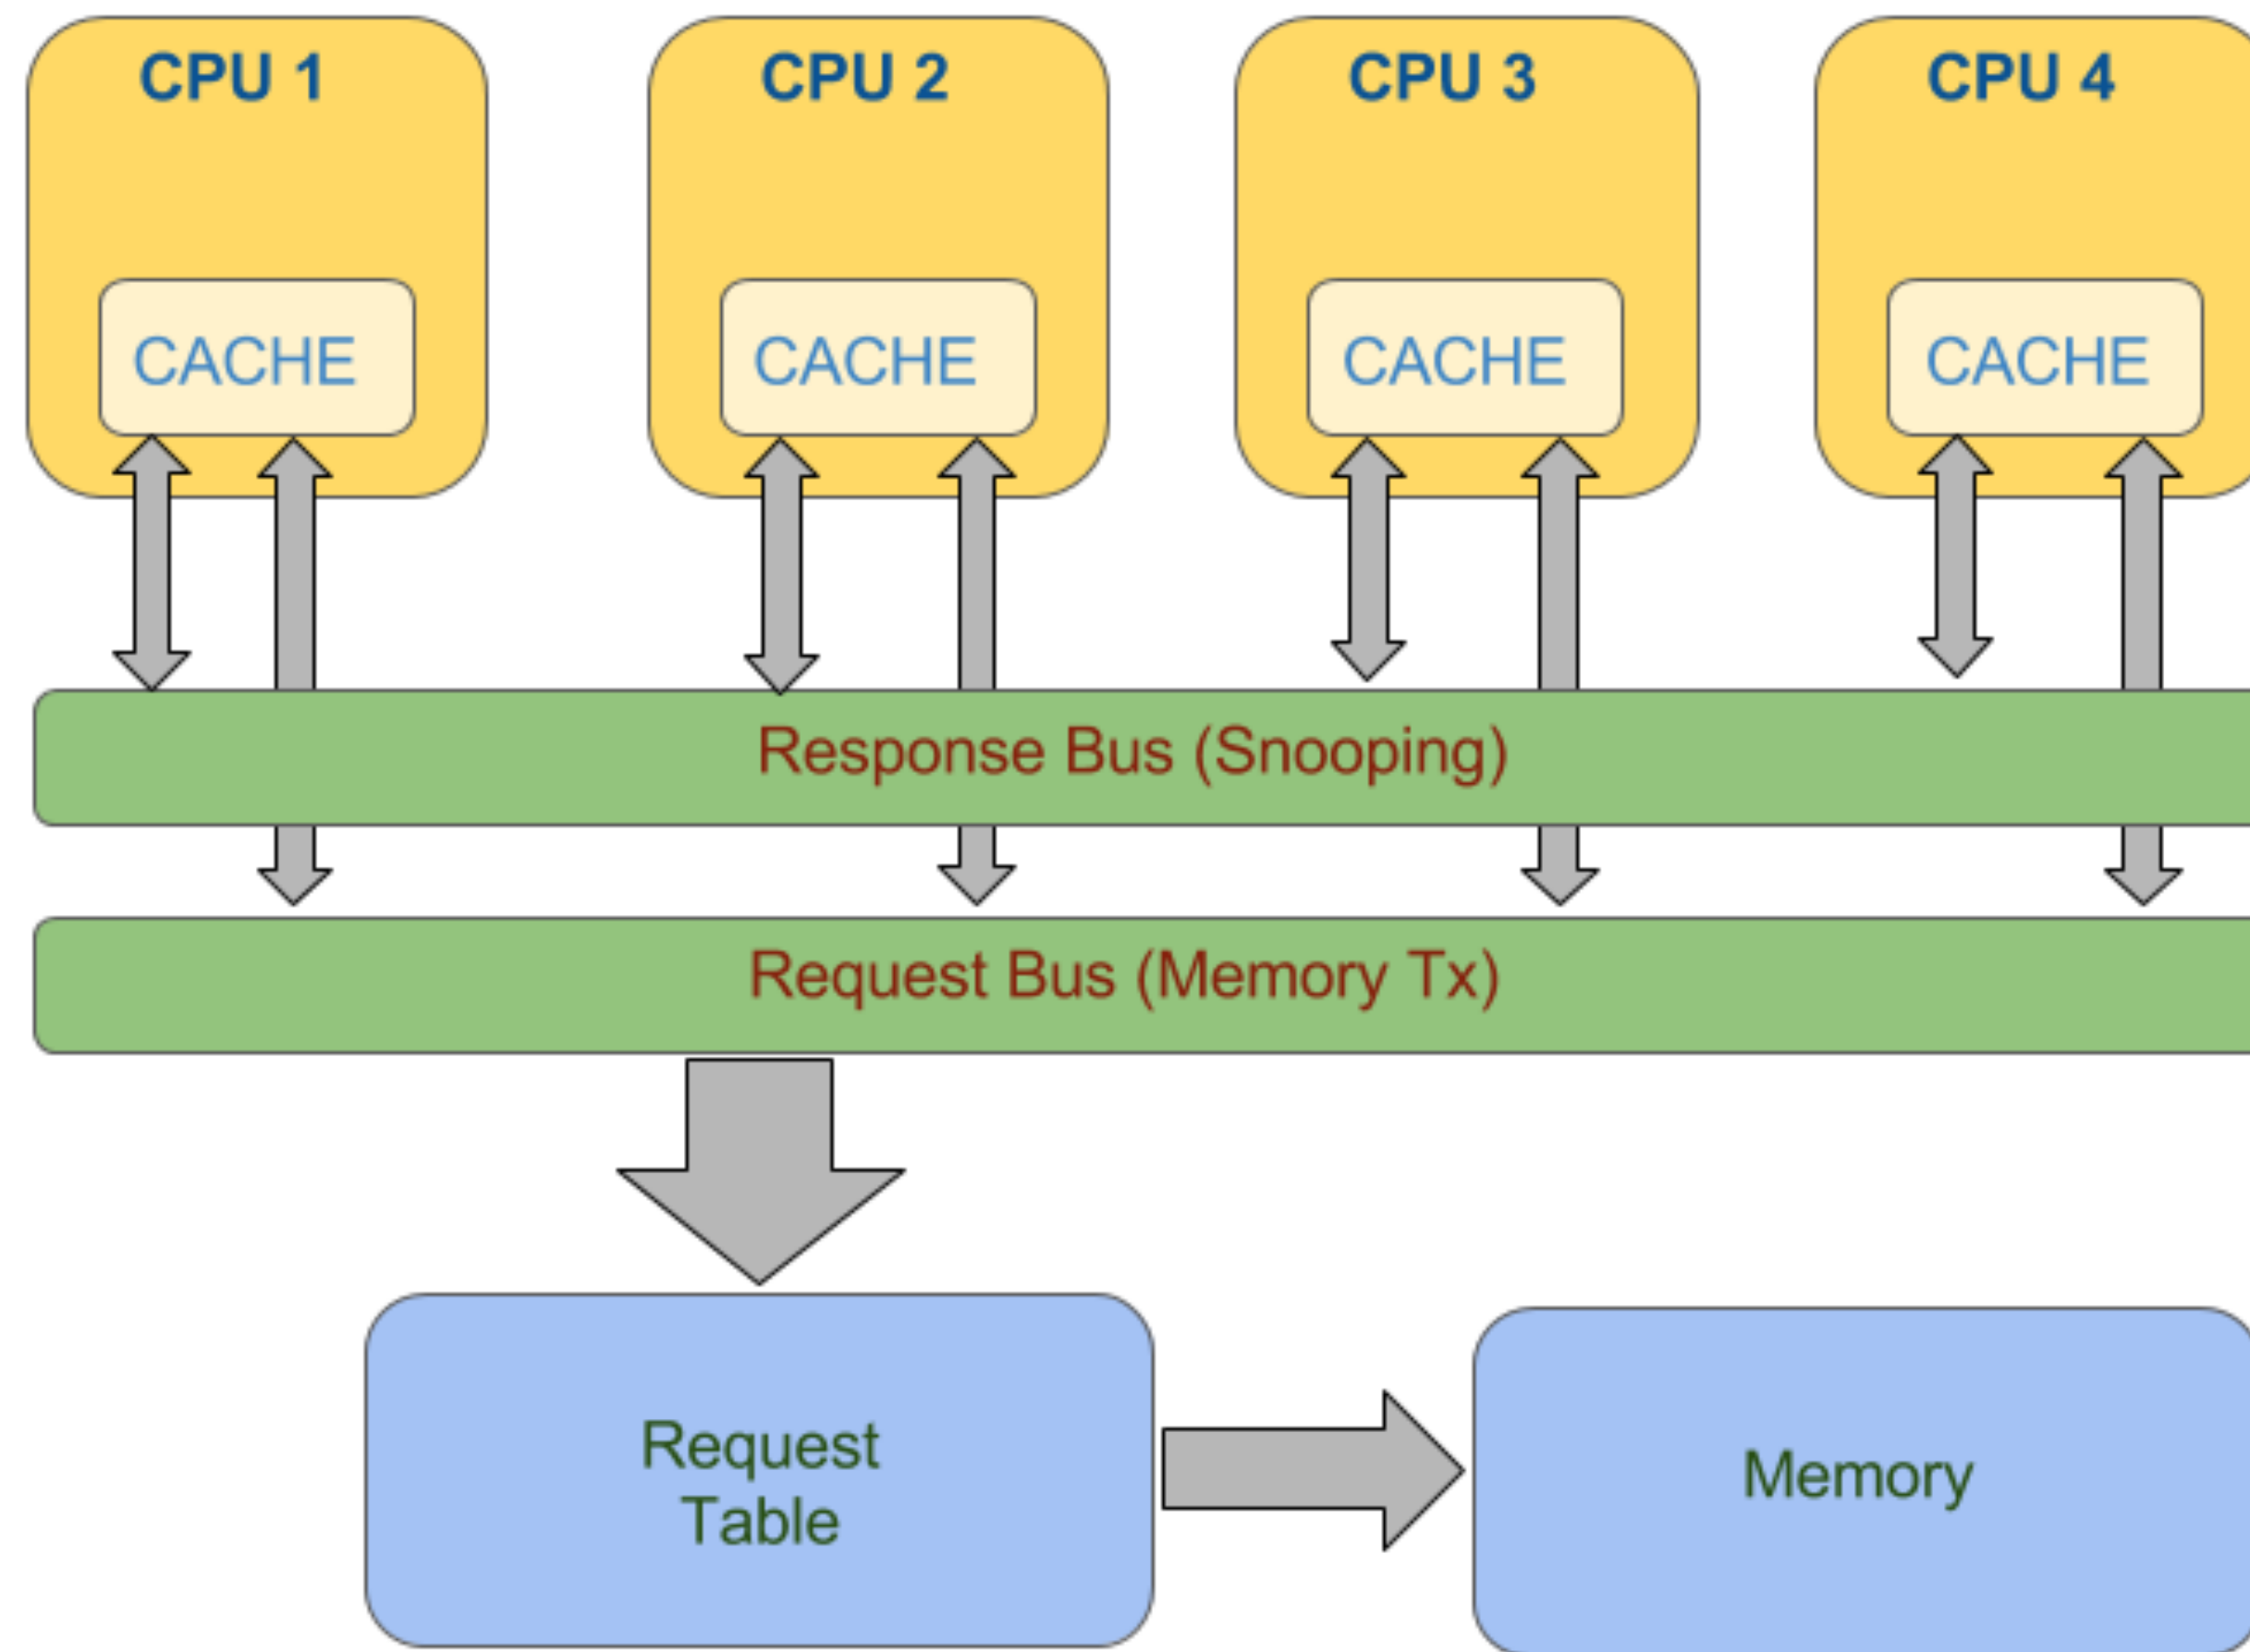 CPU 1
CPU 2
CPU 3
CPU 4
CACHE
CACHE
CACHE
CACHE
Response Bus (Snooping)
Request Bus (Memory Tx)
Request
Table
Memory